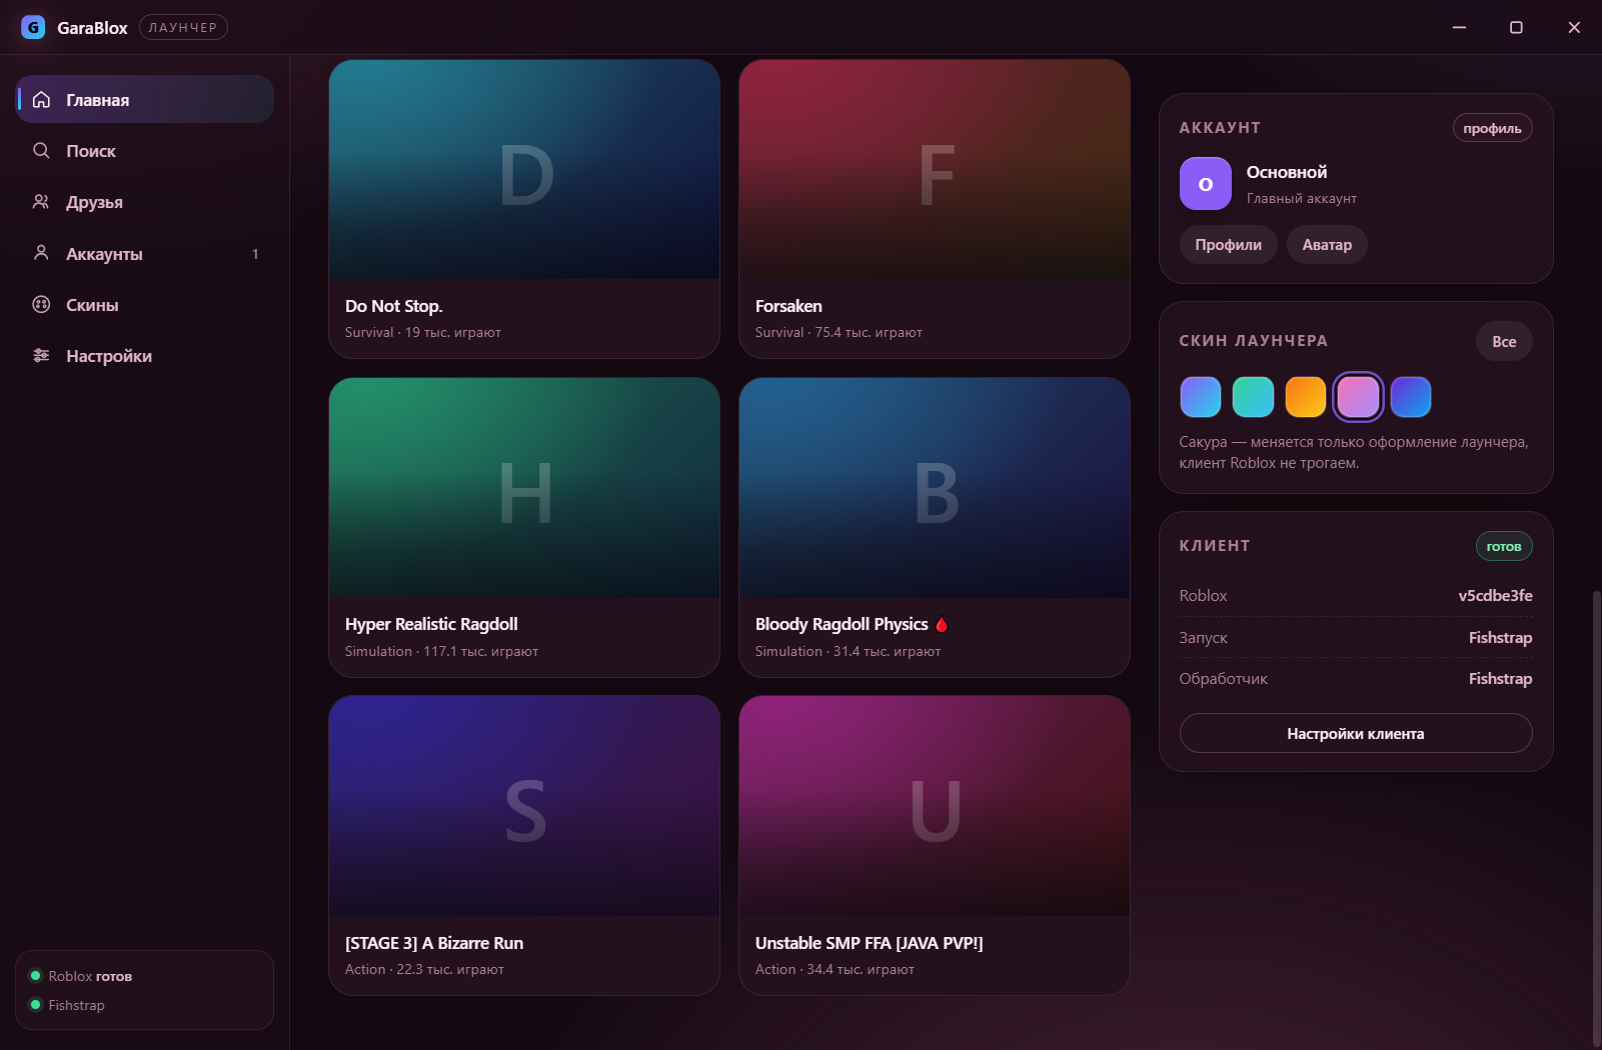 G GaraBlox ЛАУНЧЕР
Главная
Поиск
Друзья
Аккаунты 1
Скины
Настройки
Roblox готов
Fishstrap
D
Do Not Stop.
Survival · 19 тыс. играют
F
Forsaken
Survival · 75.4 тыс. играют
H
Hyper Realistic Ragdoll
Simulation · 117.1 тыс. играют
B
Bloody Ragdoll Physics 🩸
Simulation · 31.4 тыс. играют
S
[STAGE 3] A Bizarre Run
Action · 22.3 тыс. играют
U
Unstable SMP FFA [JAVA PVP!]
Action · 34.4 тыс. играют
АККАУНТ профиль
О Основной
Главный аккаунт
Профили Аватар
СКИН ЛАУНЧЕРА Все
Сакура — меняется только оформление лаунчера,
клиент Roblox не трогаем.
КЛИЕНТ готов
Roblox v5cdbe3fe
Запуск Fishstrap
Обработчик Fishstrap
Настройки клиента